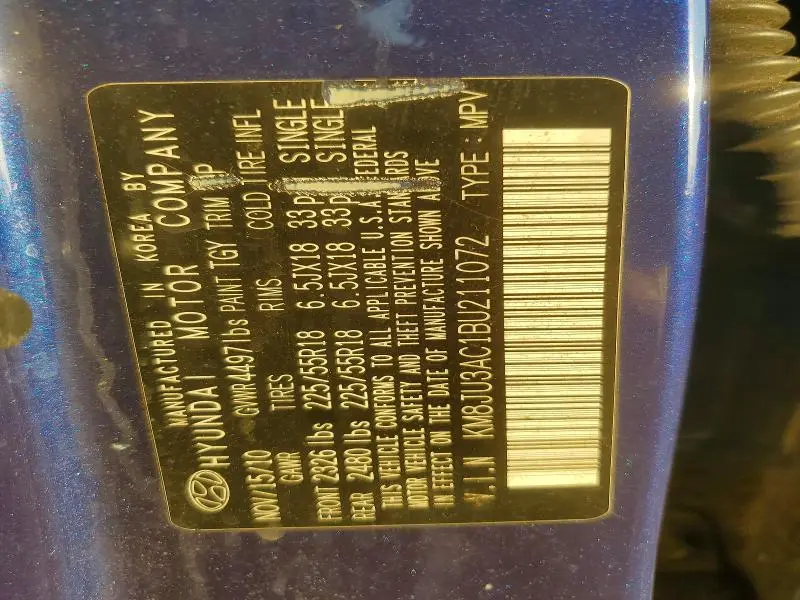 MANUFACTURED IN KOREA BY
HYUNDAI MOTOR COMPANY
NOV/15/10 GVWR 4497lbs PAINT TGY TRIM
GAWR TIRES RIMS COLD TIRE INFL
FRONT 2326 lbs 225/55R18 6.5JX18 33 SINGLE
REAR 2480 lbs 225/55R18 6.5JX18 33 SINGLE
THIS VEHICLE CONFORMS TO ALL APPLICABLE U.S.A FEDERAL
MOTOR VEHICLE SAFETY AND THEFT PREVENTION STANDARDS
IN EFFECT ON THE DATE OF MANUFACTURE SHOWN ABOVE
V.I.N KM8JU3AC1BU211072 TYPE : MPV